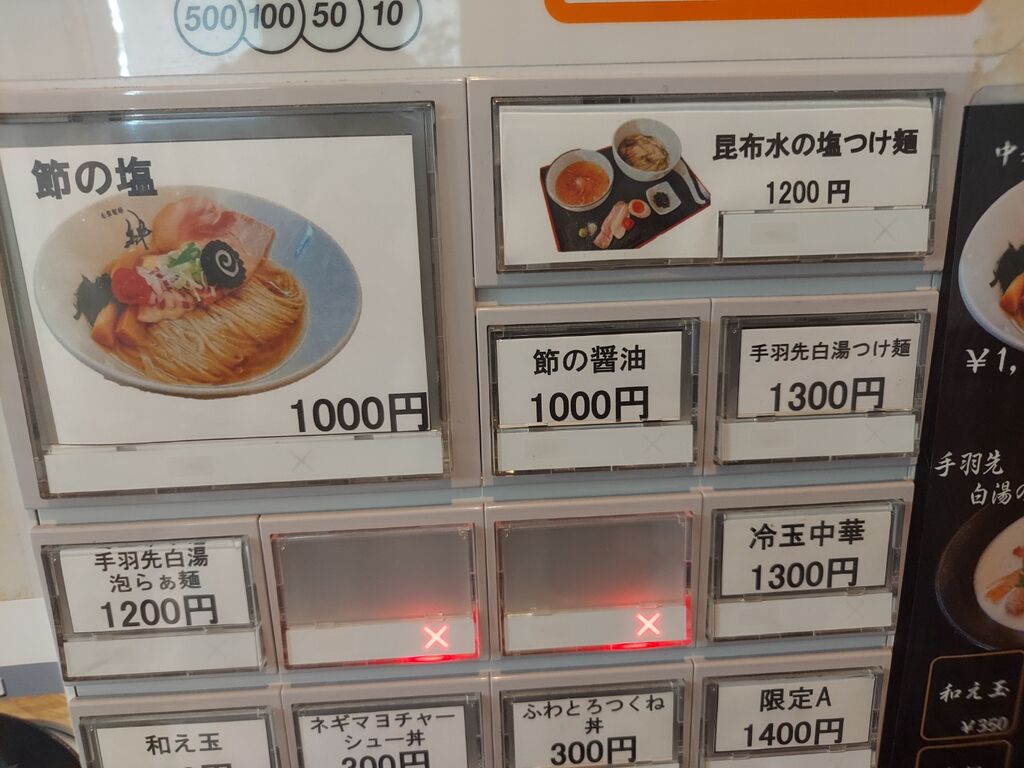 500 100 50 10
節の塩
1000円
昆布水の塩つけ麺
1200円
節の醤油
1000円
手羽先白湯つけ麺
1300円
手羽先白湯
泡らぁ麺
1200円
冷玉中華
1300円
和え玉
ネギマヨチャー
シュー丼
300円
ふわとろつくね
丼
300円
限定A
1400円
中
¥1,
手羽先
白湯の
和え玉
¥350